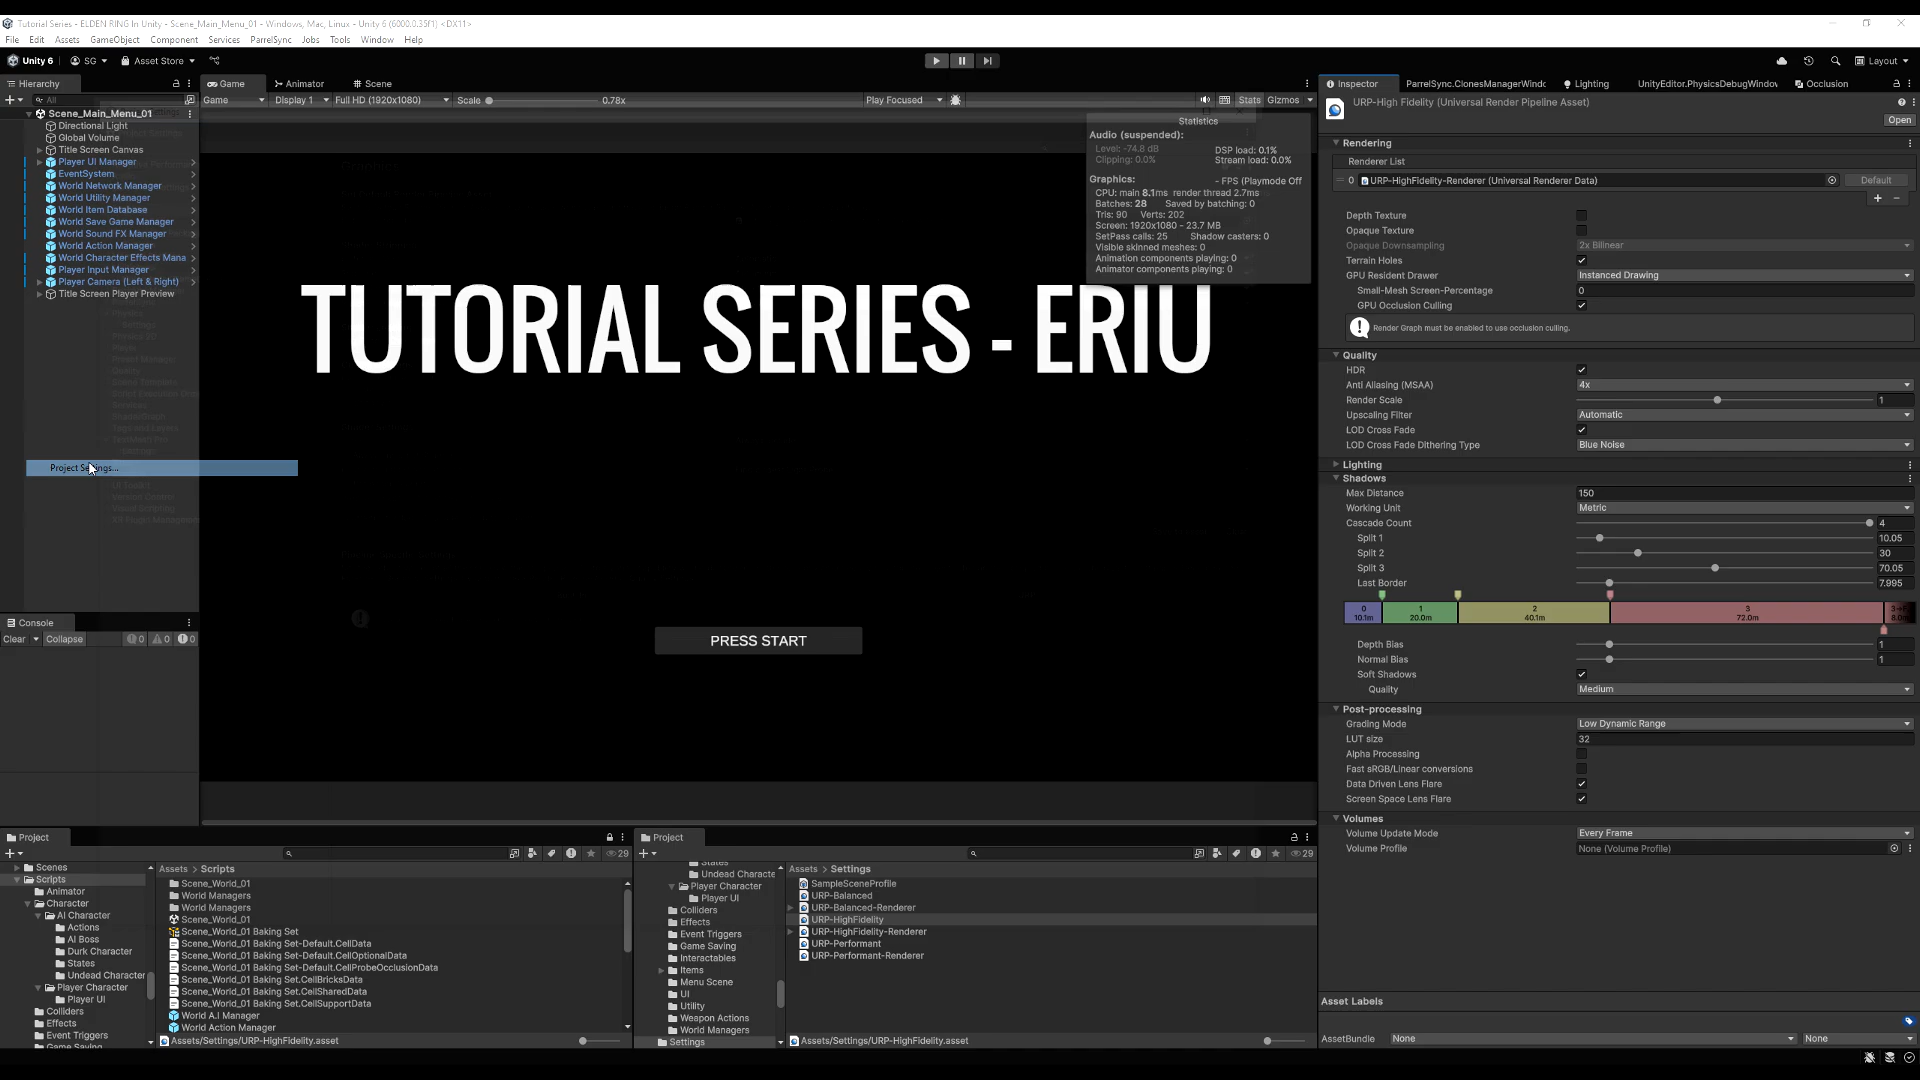 Tutorial Series - ELDEN RING In Unity - Scene_Main_Menu_01 - Windows, Mac, Linux - Unity 6 (6000.0.35f1) <DX11>
File Edit Assets GameObject Component Services ParrelSync Jobs Tools Window Help
Unity 6 SG Asset Store Layout
Hierarchy
All
Scene_Main_Menu_01
Directional Light
Global Volume
Title Screen Canvas
Player UI Manager
EventSystem
World Network Manager
World Utility Manager
World Item Database
World Save Game Manager
World Sound FX Manager
World Action Manager
World Character Effects Mana
Player Input Manager
Player Camera (Left & Right)
Title Screen Player Preview
Project Settings...
Game Animator Scene
Game Display 1 Full HD (1920x1080) Scale 0.78x Play Focused Stats Gizmos
Statistics
Audio (suspended):
Level: -74.8 dB DSP load: 0.1%
Clipping: 0.0% Stream load: 0.0%
Graphics: - FPS (Playmode Off
CPU: main 8.1ms render thread 2.7ms
Batches: 28 Saved by batching: 0
Tris: 90 Verts: 202
Screen: 1920x1080 - 23.7 MB
SetPass calls: 25 Shadow casters: 0
Visible skinned meshes: 0
Animation components playing: 0
Animator components playing: 0
TUTORIAL SERIES - ERIU
PRESS START
Console
Clear Collapse 0 0 0
Project
29
Scenes
Scripts
Animator
Character
AI Character
Actions
AI Boss
Durk Character
States
Undead Character
Player Character
Player UI
Colliders
Effects
Event Triggers
Game Saving
Assets > Scripts
Scene_World_01
World Managers
World Managers
Scene_World_01
Scene_World_01 Baking Set
Scene_World_01 Baking Set-Default.CellData
Scene_World_01 Baking Set-Default.CellOptionalData
Scene_World_01 Baking Set-Default.CellProbeOcclusionData
Scene_World_01 Baking Set.CellBricksData
Scene_World_01 Baking Set.CellSharedData
Scene_World_01 Baking Set.CellSupportData
World A.I Manager
World Action Manager
Assets/Settings/URP-HighFidelity.asset
Project
29
States
Undead Characte
Player Character
Player UI
Colliders
Effects
Event Triggers
Game Saving
Interactables
Items
Menu Scene
UI
Utility
Weapon Actions
World Managers
Settings
Assets > Settings
SampleSceneProfile
URP-Balanced
URP-Balanced-Renderer
URP-HighFidelity
URP-HighFidelity-Renderer
URP-Performant
URP-Performant-Renderer
Assets/Settings/URP-HighFidelity.asset
Inspector ParrelSync.ClonesManagerWindc Lighting UnityEditor.PhysicsDebugWindov Occlusion
URP-High Fidelity (Universal Render Pipeline Asset)
Open
Rendering
Renderer List
0 URP-HighFidelity-Renderer (Universal Renderer Data) Default
Depth Texture
Opaque Texture
Opaque Downsampling 2x Bilinear
Terrain Holes
GPU Resident Drawer Instanced Drawing
Small-Mesh Screen-Percentage 0
GPU Occlusion Culling
Render Graph must be enabled to use occlusion culling.
Quality
HDR
Anti Aliasing (MSAA) 4x
Render Scale 1
Upscaling Filter Automatic
LOD Cross Fade
LOD Cross Fade Dithering Type Blue Noise
Lighting
Shadows
Max Distance 150
Working Unit Metric
Cascade Count 4
Split 1 10.05
Split 2 30
Split 3 70.05
Last Border 7.995
0 1 2 3
10.1m 20.0m 40.1m 72.0m 8.0m
Depth Bias 1
Normal Bias 1
Soft Shadows
Quality Medium
Post-processing
Grading Mode Low Dynamic Range
LUT size 32
Alpha Processing
Fast sRGB/Linear conversions
Data Driven Lens Flare
Screen Space Lens Flare
Volumes
Volume Update Mode Every Frame
Volume Profile None (Volume Profile)
Asset Labels
AssetBundle None None